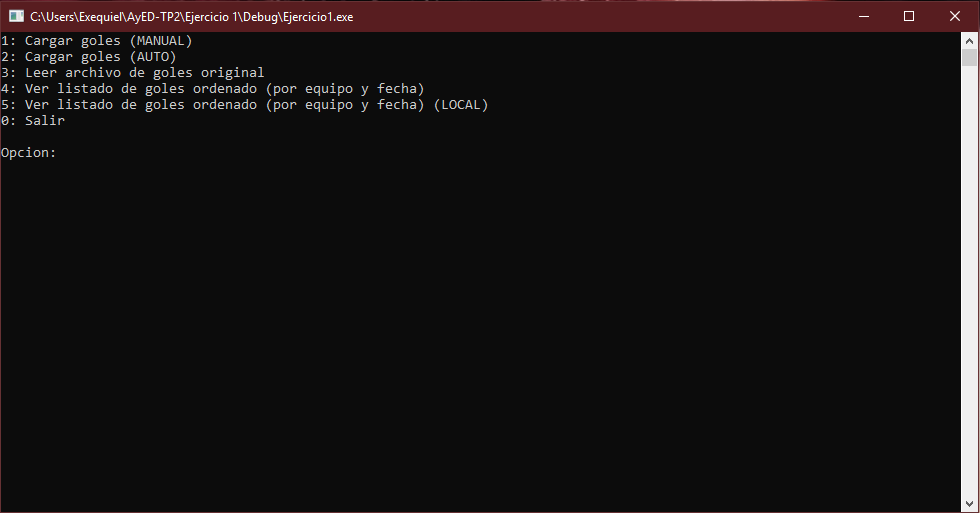 C:\Users\Exequiel\AyED-TP2\Ejercicio 1\Debug\Ejercicio1.exe
1: Cargar goles (MANUAL)
2: Cargar goles (AUTO)
3: Leer archivo de goles original
4: Ver listado de goles ordenado (por equipo y fecha)
5: Ver listado de goles ordenado (por equipo y fecha) (LOCAL)
0: Salir
Opcion: